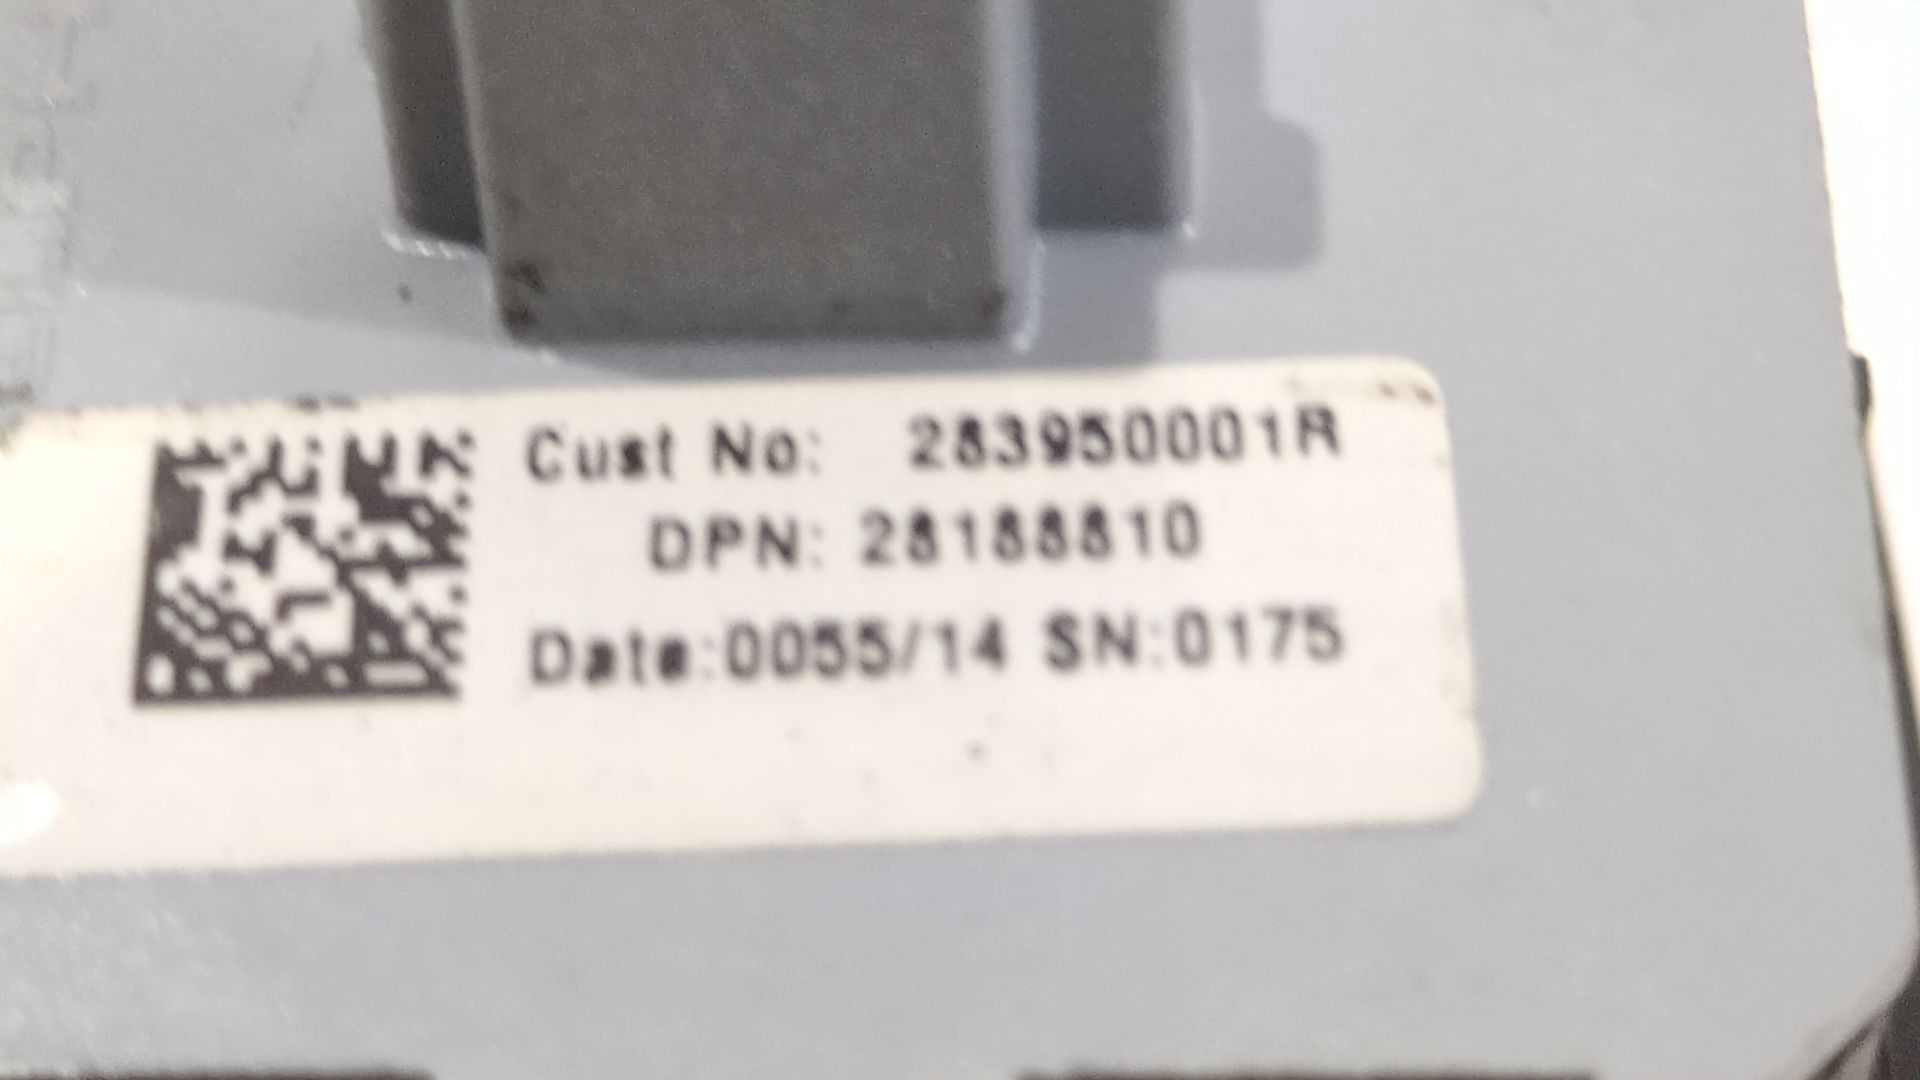 Cust No: 283950001R
DPN: 28188810
Date:0055/14 SN:0175